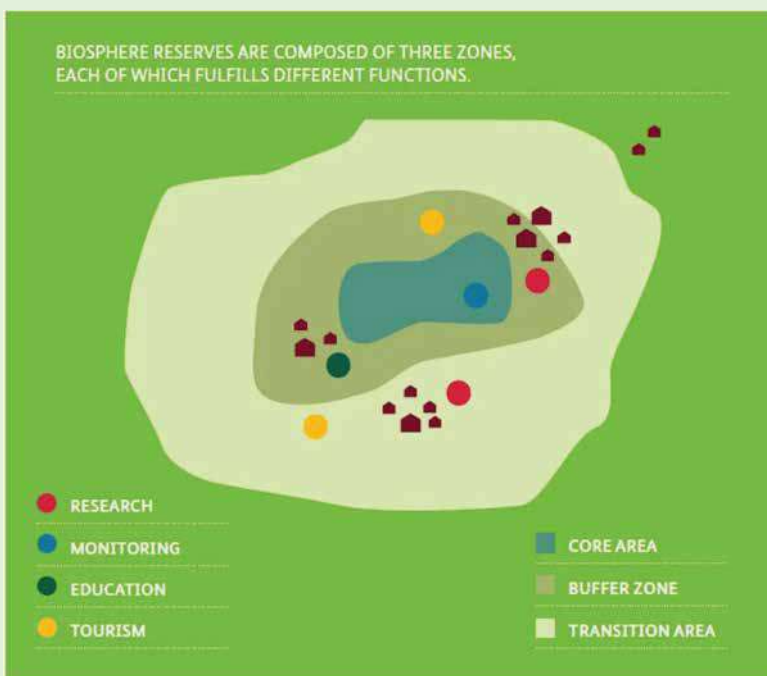 BIOSPHERE RESERVES ARE COMPOSED OF THREE ZONES,
EACH OF WHICH FULFILLS DIFFERENT FUNCTIONS.
RESEARCH
MONITORING
EDUCATION
TOURISM
CORE AREA
BUFFER ZONE
TRANSITION AREA